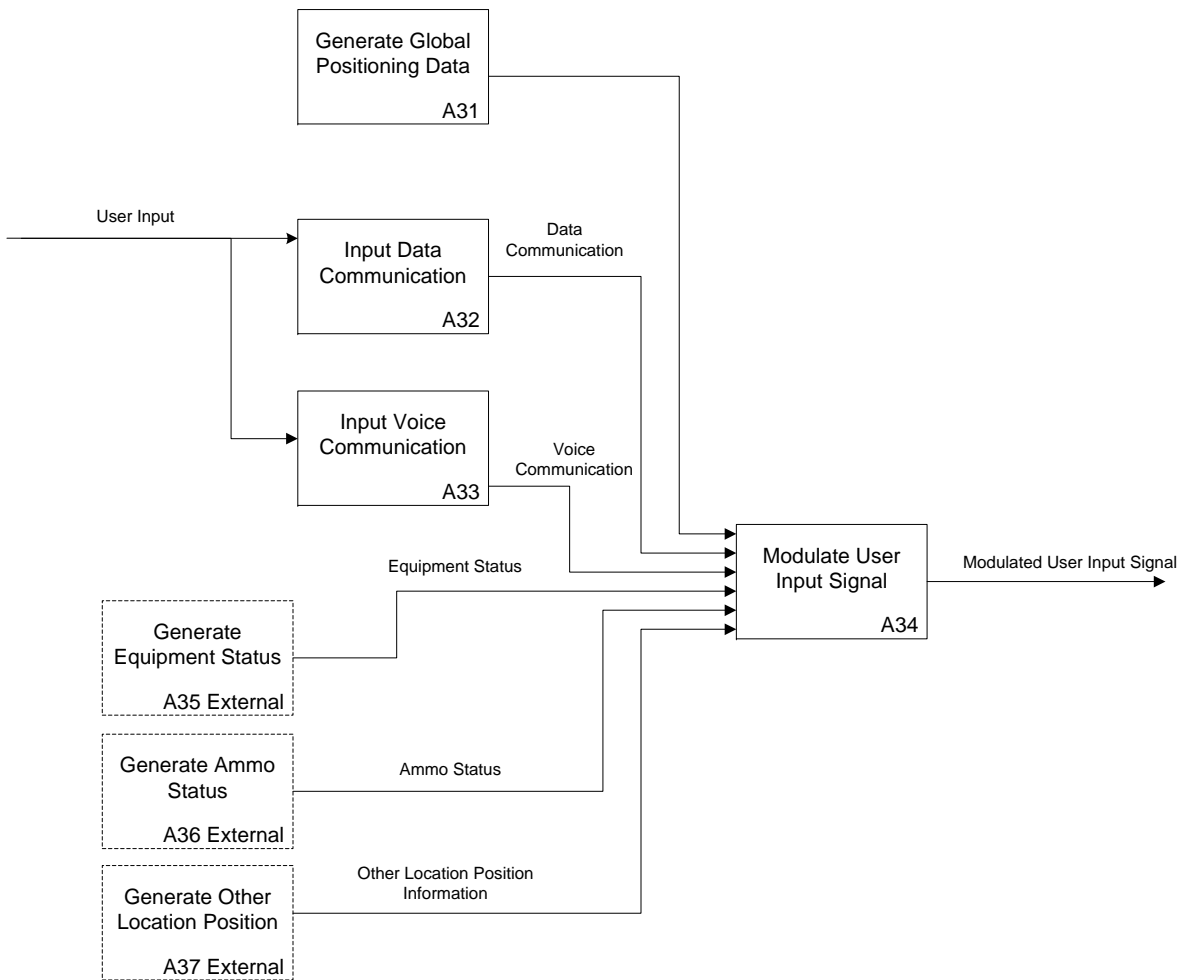 Generate Global
Positioning Data
A31
User Input
Input Data
Communication
A32
Data
Communication
Input Voice
Communication
A33
Voice
Communication
Modulate User
Input Signal
A34
Modulated User Input Signal
Equipment Status
Generate
Equipment Status
A35 External
Generate Ammo
Status
A36 External
Ammo Status
Generate Other
Location Position
A37 External
Other Location Position
Information